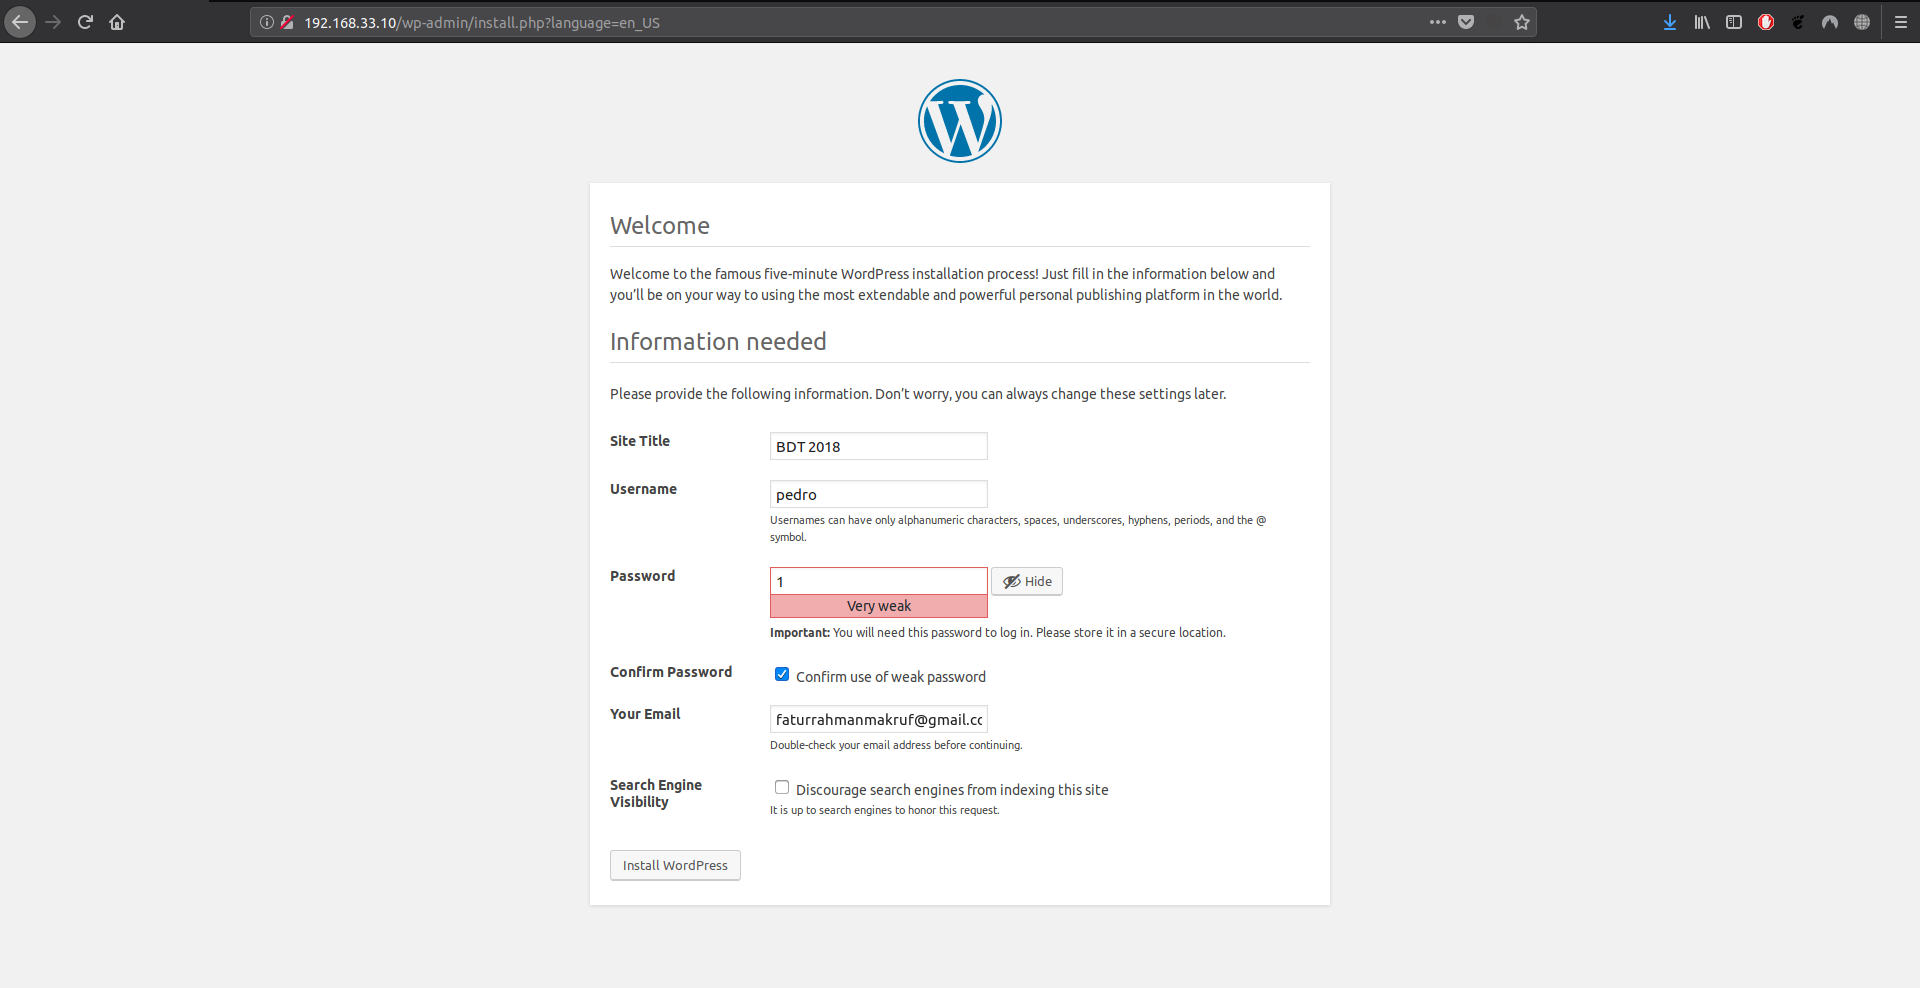 192.168.33.10/wp-admin/install.php?language=en_US
Welcome
Welcome to the famous five-minute WordPress installation process! Just fill in the information below and
you’ll be on your way to using the most extendable and powerful personal publishing platform in the world.
Information needed
Please provide the following information. Don’t worry, you can always change these settings later.
Site Title
BDT 2018
Username
pedro
Usernames can have only alphanumeric characters, spaces, underscores, hyphens, periods, and the @
symbol.
Password
1
Hide
Very weak
Important: You will need this password to log in. Please store it in a secure location.
Confirm Password
Confirm use of weak password
Your Email
faturrahmanmakruf@gmail.cc
Double-check your email address before continuing.
Search Engine
Visibility
Discourage search engines from indexing this site
It is up to search engines to honor this request.
Install WordPress